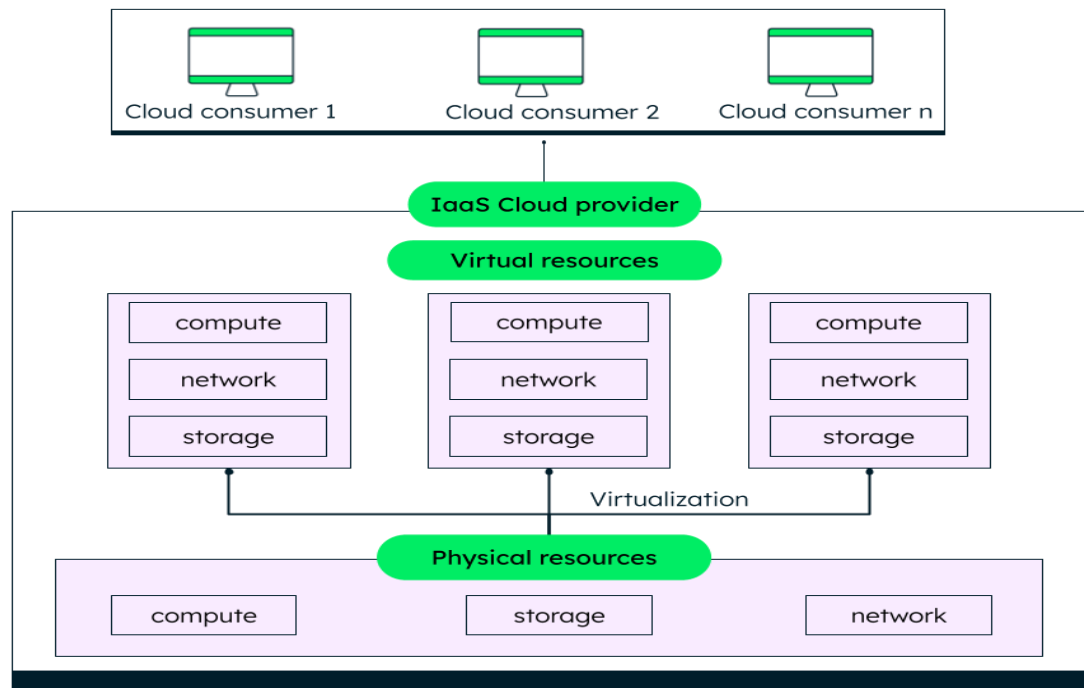 Cloud consumer 1
Cloud consumer 2
Cloud consumer n
IaaS Cloud provider
Virtual resources
compute
network
storage
compute
network
storage
compute
network
storage
Virtualization
Physical resources
compute
storage
network